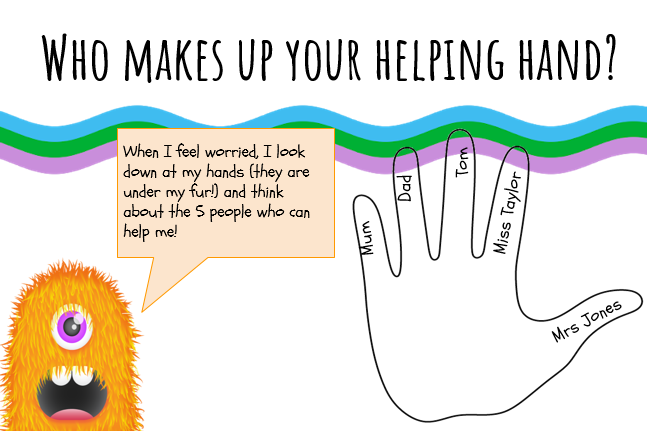 WHO MAKES UP YOUR HELPING HAND?
When I feel worried, I look
down at my hands (they are
under my fur!) and think
about the 5 people who can
help me!
Mum
Dad
Tom
Miss Taylor
Mrs Jones